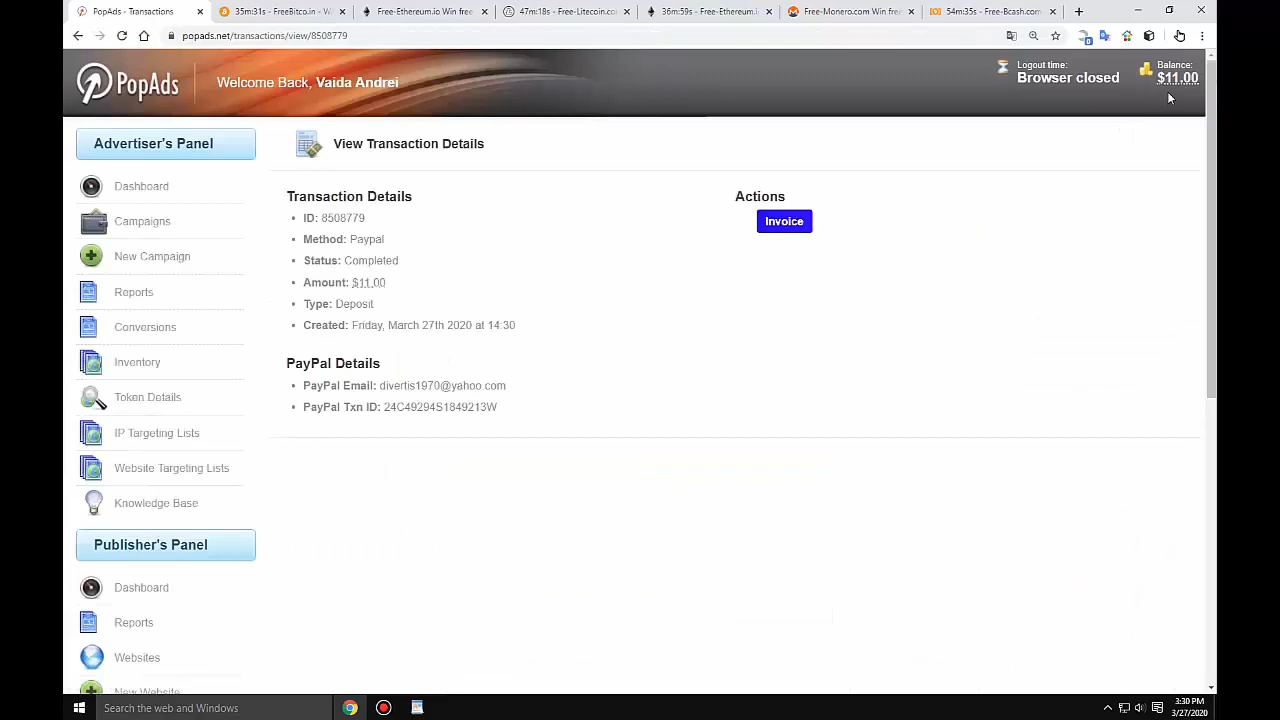 PopAds - Transactions
35m:31s - FreeBitco.in - W
Free-Ethereum.io Win free
47m:18s - Free-Litecoin.com
36m:59s - Free-Ethereum.i
Free-Monero.com Win fre
54m:35s - Free-Bcash.com
popads.net/transactions/view/8508779
PopAds
Welcome Back, Vaida Andrei
Logout time:
Browser closed
Balance:
$11.00
Advertiser's Panel
Dashboard
Campaigns
New Campaign
Reports
Conversions
Inventory
Token Details
IP Targeting Lists
Website Targeting Lists
Knowledge Base
Publisher's Panel
Dashboard
Reports
Websites
New Website
View Transaction Details
Transaction Details
ID: 8508779
Method: Paypal
Status: Completed
Amount: $11.00
Type: Deposit
Created: Friday, March 27th 2020 at 14:30
PayPal Details
PayPal Email: divertis1970@yahoo.com
PayPal Txn ID: 24C49294S1849213W
Actions
Invoice
Search the web and Windows
3:30 PM
3/27/2020